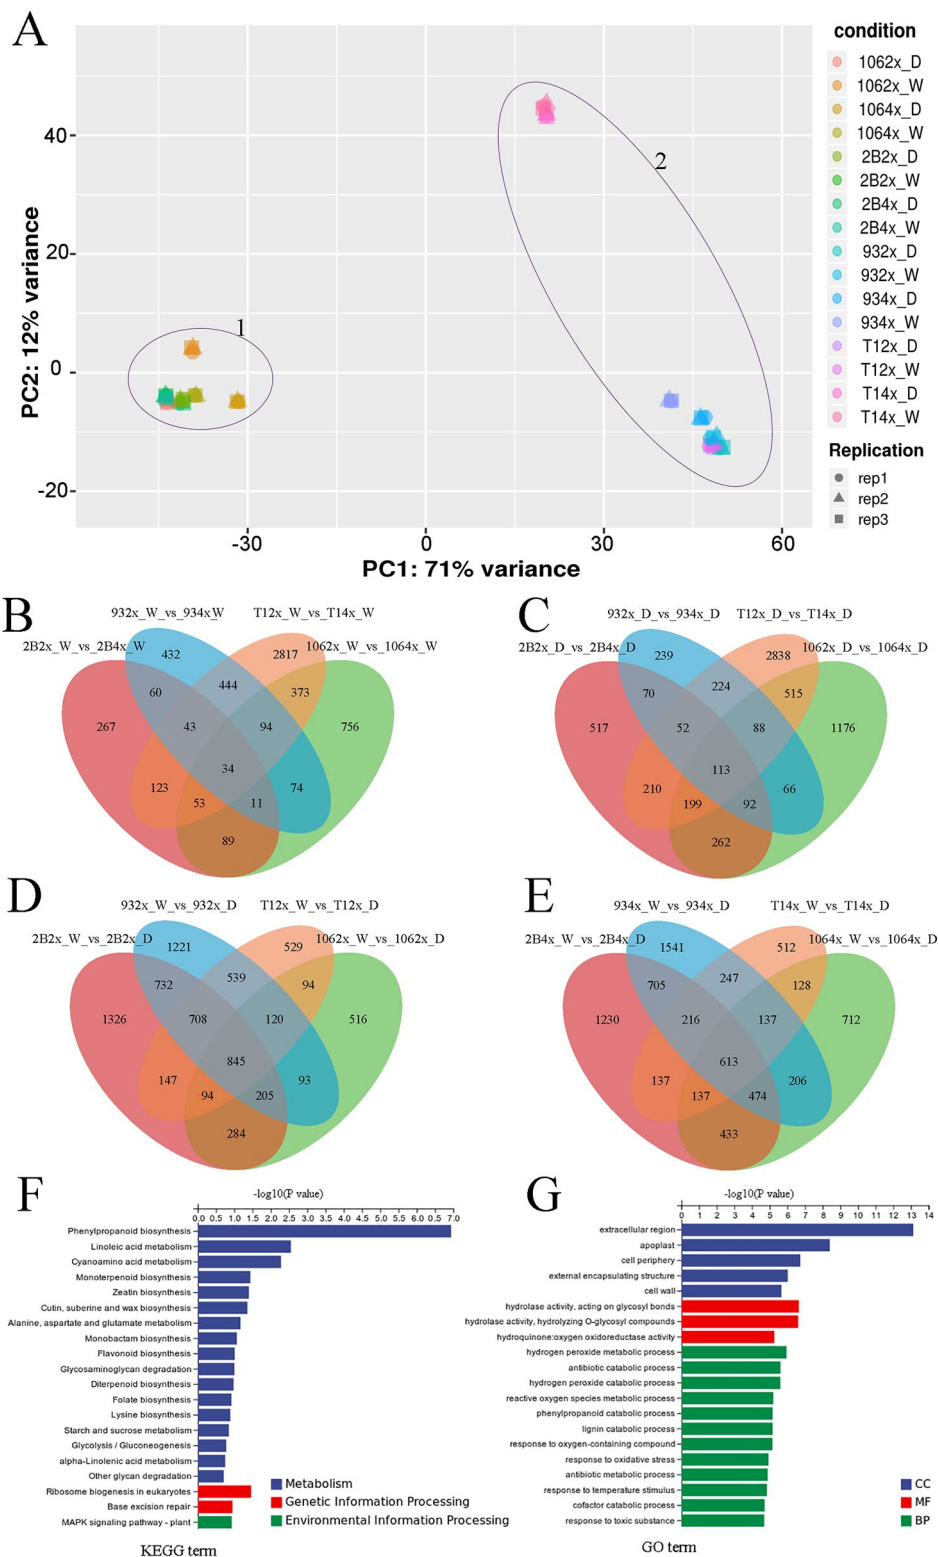 A
condition
1062x_D
1062x_W
1064x_D
1064x_W
2B2x_D
2B2x_W
2B4x_D
2B4x_W
932x_D
932x_W
934x_D
934x_W
T12x_D
T12x_W
T14x_D
T14x_W
Replication
rep1
rep2
rep3
PC2: 12% variance
40
20
0
-20
1
2
-30 0 30 60
PC1: 71% variance
B
932x_W_vs_934xW T12x_W_vs_T14x_W
2B2x_W_vs_2B4x_W 1062x_W_vs_1064x_W
432 2817
60 444 373
267 43 94 756
34
123 53 11 74
89
C
932x_D_vs_934x_D T12x_D_vs_T14x_D
2B2x_D_vs_2B4x_D 1062x_D_vs_1064x_D
239 2838
70 224 515
517 52 88 1176
113
210 199 92 66
262
D
932x_W_vs_932x_D T12x_W_vs_T12x_D
2B2x_W_vs_2B2x_D 1062x_W_vs_1062x_D
1221 529
732 539 94
1326 708 120 516
845
147 94 205 93
284
E
934x_W_vs_934x_D T14x_W_vs_T14x_D
2B4x_W_vs_2B4x_D 1064x_W_vs_1064x_D
1541 512
705 247 128
1230 216 137 712
613
137 137 474 206
433
F
-log10(P value)
0.0 0.5 1.0 1.5 2.0 2.5 3.0 3.5 4.0 4.5 5.0 5.5 6.0 6.5 7.0
Phenylpropanoid biosynthesis
Linoleic acid metabolism
Cyanoamino acid metabolism
Monoterpenoid biosynthesis
Zeatin biosynthesis
Cutin, suberine and wax biosynthesis
Alanine, aspartate and glutamate metabolism
Monobactam biosynthesis
Flavonoid biosynthesis
Glycosaminoglycan degradation
Diterpenoid biosynthesis
Folate biosynthesis
Lysine biosynthesis
Starch and sucrose metabolism
Glycolysis / Gluconeogenesis
alpha-Linolenic acid metabolism
Other glycan degradation
Ribosome biogenesis in eukaryotes
Base excision repair
MAPK signaling pathway - plant
Metabolism
Genetic Information Processing
Environmental Information Processing
KEGG term
G
-log10(P value)
0 1 2 3 4 5 6 7 8 9 10 11 12 13 14
extracellular region
apoplast
cell periphery
external encapsulating structure
cell wall
hydrolase activity, acting on glycosyl bonds
hydrolase activity, hydrolyzing O-glycosyl compounds
hydroquinone:oxygen oxidoreductase activity
hydrogen peroxide metabolic process
antibiotic catabolic process
hydrogen peroxide catabolic process
reactive oxygen species metabolic process
phenylpropanoid catabolic process
lignin catabolic process
response to oxygen-containing compound
response to oxidative stress
antibiotic metabolic process
response to temperature stimulus
cofactor catabolic process
response to toxic substance
CC
MF
BP
GO term